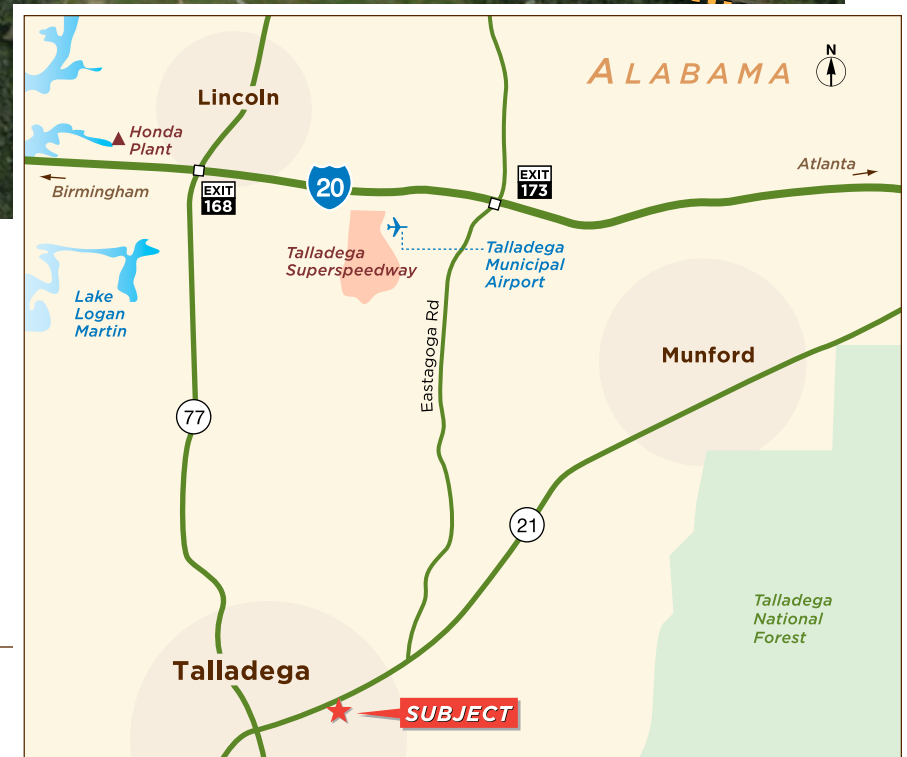 ALABAMA
N
Lincoln
Honda
Plant
Birmingham
EXIT
168
20
EXIT
173
Atlanta
Talladega
Superspeedway
Talladega
Municipal
Airport
Lake
Logan
Martin
Eastagoga Rd
Munford
77
21
Talladega
National
Forest
Talladega
SUBJECT